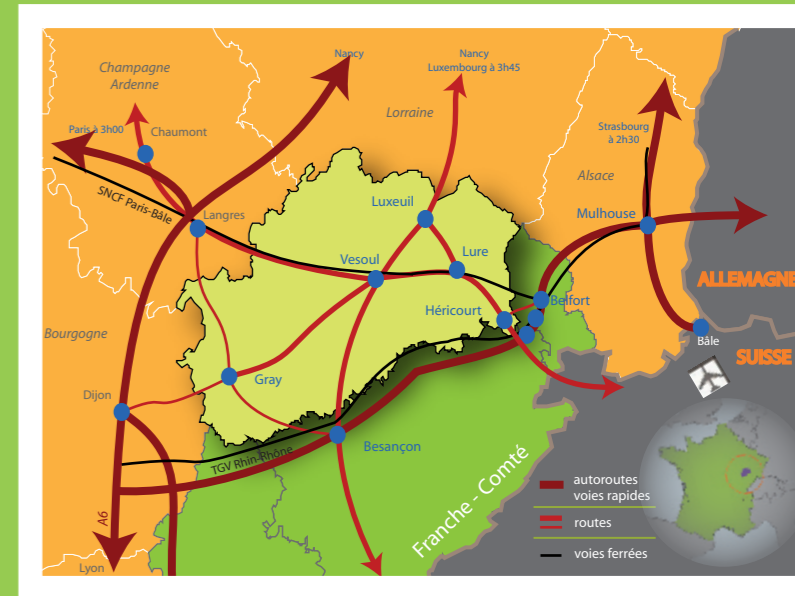 Champagne
Ardenne
Nancy
Nancy
Luxembourg à 3h45
Lorraine
Paris à 3h00
Chaumont
Strasbourg
à 2h30
Alsace
SNCF Paris-Bâle
Langres
Luxeuil
Mulhouse
Vesoul
Lure
ALLEMAGNE
Héricourt
Belfort
Bourgogne
Bâle
SUISSE
Gray
Dijon
Besançon
TGV Rhin-Rhône
Franche - Comté
A6
Lyon
autoroutes
voies rapides
routes
voies ferrées